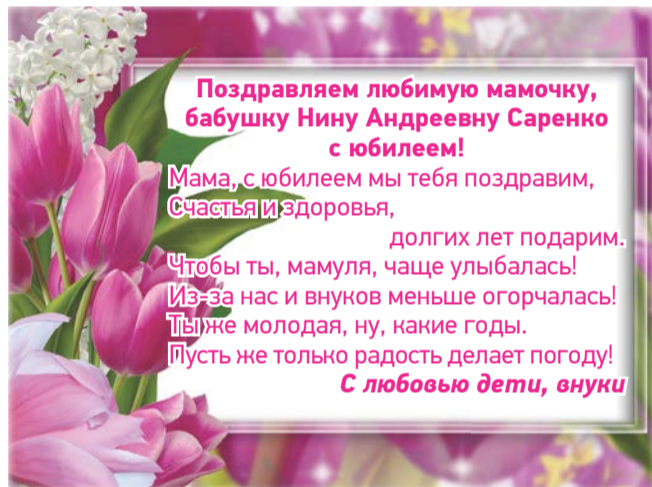 Поздравляем любимую мамочку,
бабушку Нину Андреевну Саренко
с юбилеем!
Мама, с юбилеем мы тебя поздравим,
Счастья и здоровья,
долгих лет подарим.
Чтобы ты, мамуля, чаще улыбалась!
Из-за нас и внуков меньше огорчалась!
Ты же молодая, ну, какие годы.
Пусть же только радость делает погоду!
С любовью дети, внуки